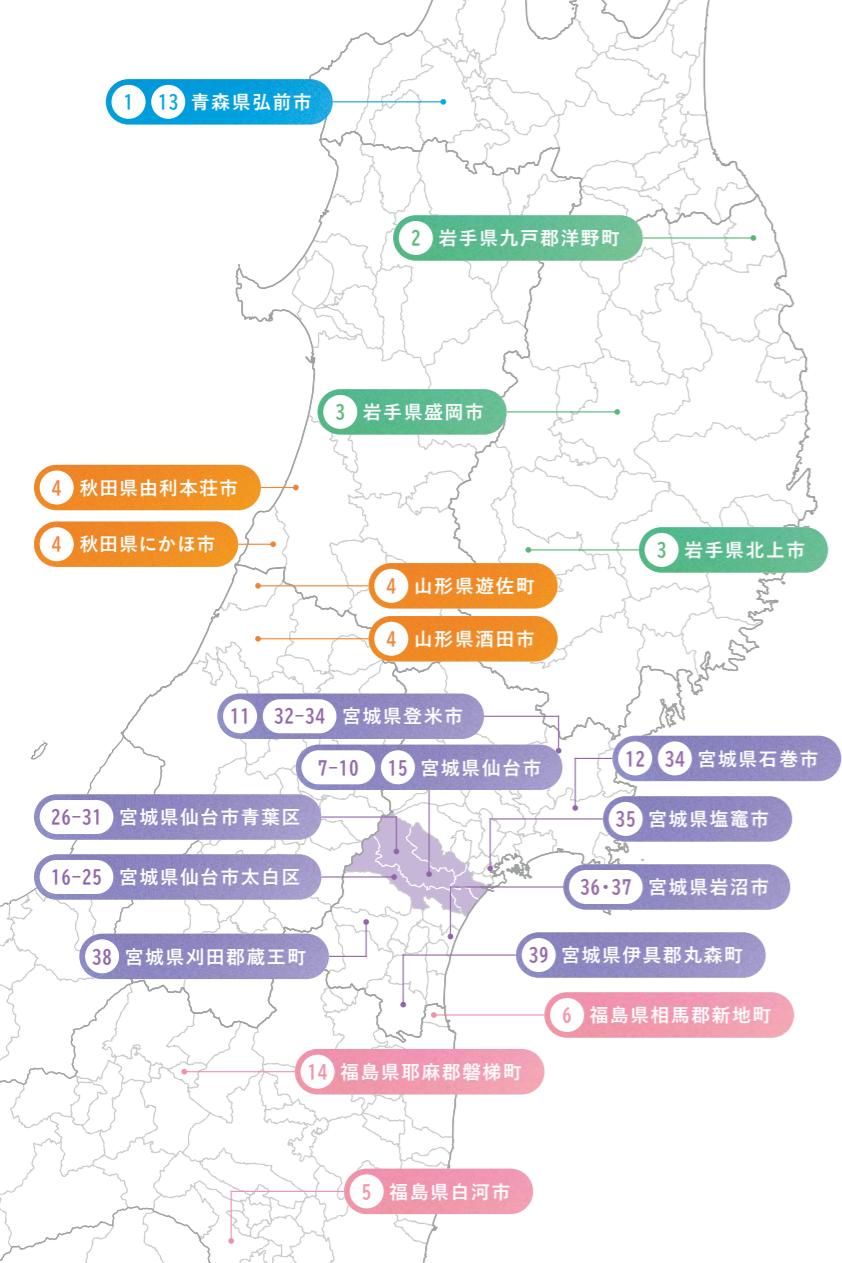 1 13 青森県弘前市
2 岩手県九戸郡洋野町
3 岩手県盛岡市
4 秋田県由利本荘市
4 秋田県にかほ市
3 岩手県北上市
4 山形県遊佐町
4 山形県酒田市
11 32-34 宮城県登米市
7-10 15 宮城県仙台市
12 34 宮城県石巻市
26-31 宮城県仙台市青葉区
35 宮城県塩竈市
16-25 宮城県仙台市太白区
36・37 宮城県岩沼市
38 宮城県刈田郡蔵王町
39 宮城県伊具郡丸森町
6 福島県相馬郡新地町
14 福島県耶麻郡磐梯町
5 福島県白河市